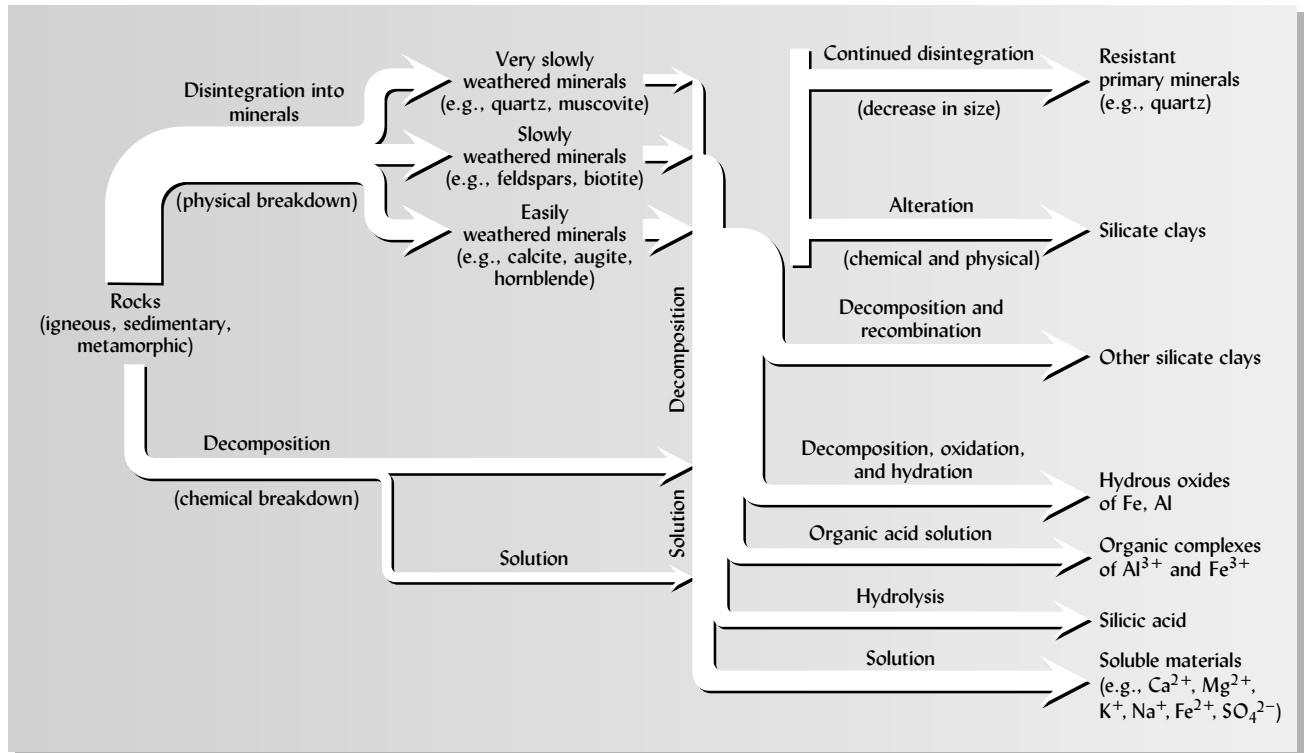 Disintegration into
minerals
(physical breakdown)
Rocks
(igneous, sedimentary,
metamorphic)
Decomposition
(chemical breakdown)
Solution
Very slowly
weathered minerals
(e.g., quartz, muscovite)
Slowly
weathered minerals
(e.g., feldspars, biotite)
Easily
weathered minerals
(e.g., calcite, augite,
hornblende)
Decomposition
Solution
Continued disintegration
(decrease in size)
Resistant
primary minerals
(e.g., quartz)
Alteration
(chemical and physical)
Silicate clays
Decomposition and
recombination
Other silicate clays
Decomposition, oxidation,
and hydration
Hydrous oxides
of Fe, Al
Organic acid solution
Organic complexes
of Al³⁺ and Fe³⁺
Hydrolysis
Silicic acid
Solution
Soluble materials
(e.g., Ca²⁺, Mg²⁺,
K⁺, Na⁺, Fe²⁺, SO₄²⁻)